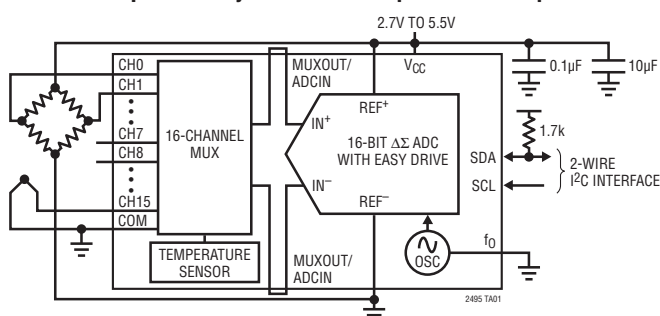 2.7V TO 5.5V
CH0
CH1
CH7
CH8
CH15
COM
16-CHANNEL
MUX
TEMPERATURE
SENSOR
MUXOUT/
ADCIN
IN+
IN–
MUXOUT/
ADCIN
VCC
REF+
16-BIT ΔΣ ADC
WITH EASY DRIVE
REF–
0.1µF
10µF
1.7k
SDA
SCL
2-WIRE
I2C INTERFACE
OSC
fO
2495 TA01